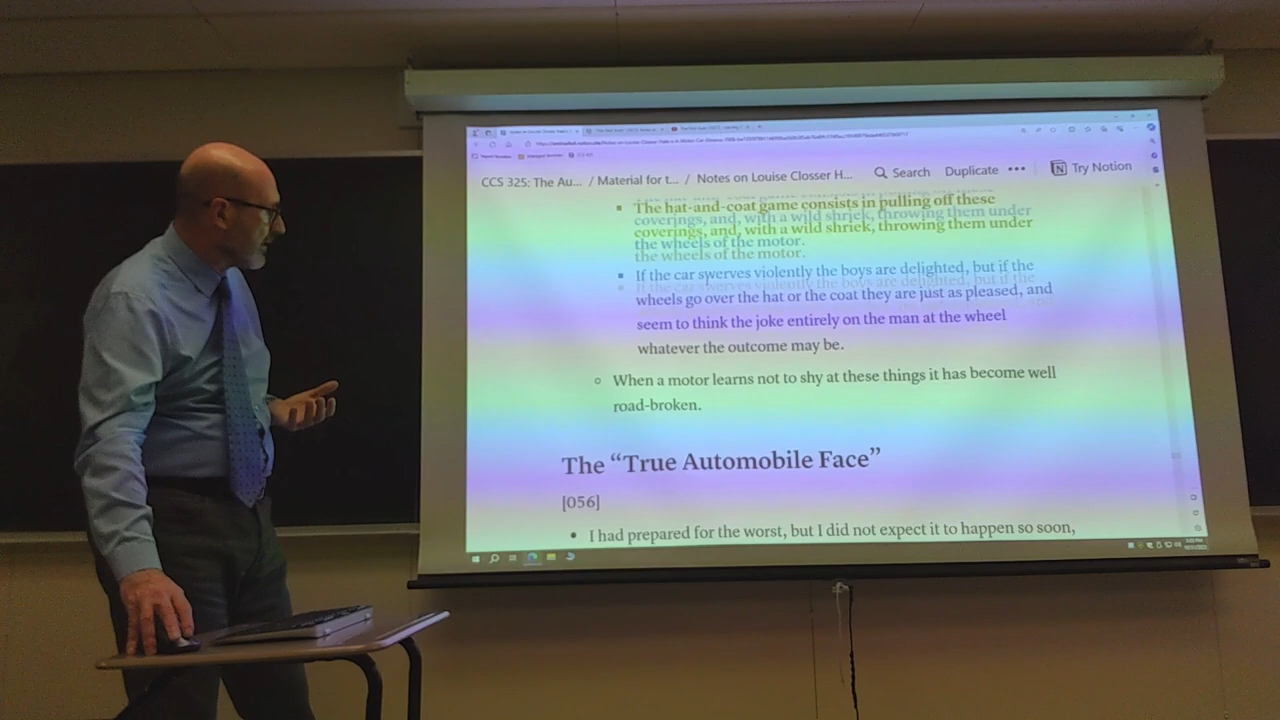 CCS 325: The Au... / Material for t... / Notes on Louise Closser H... Search Duplicate ••• Try Notion
▪ The hat-and-coat game consists in pulling off these
coverings, and, with a wild shriek, throwing them under
the wheels of the motor.
▪ If the car swerves violently the boys are delighted, but if the
wheels go over the hat or the coat they are just as pleased, and
seem to think the joke entirely on the man at the wheel
whatever the outcome may be.
○ When a motor learns not to shy at these things it has become well
road-broken.
The “True Automobile Face”
[056]
• I had prepared for the worst, but I did not expect it to happen so soon,